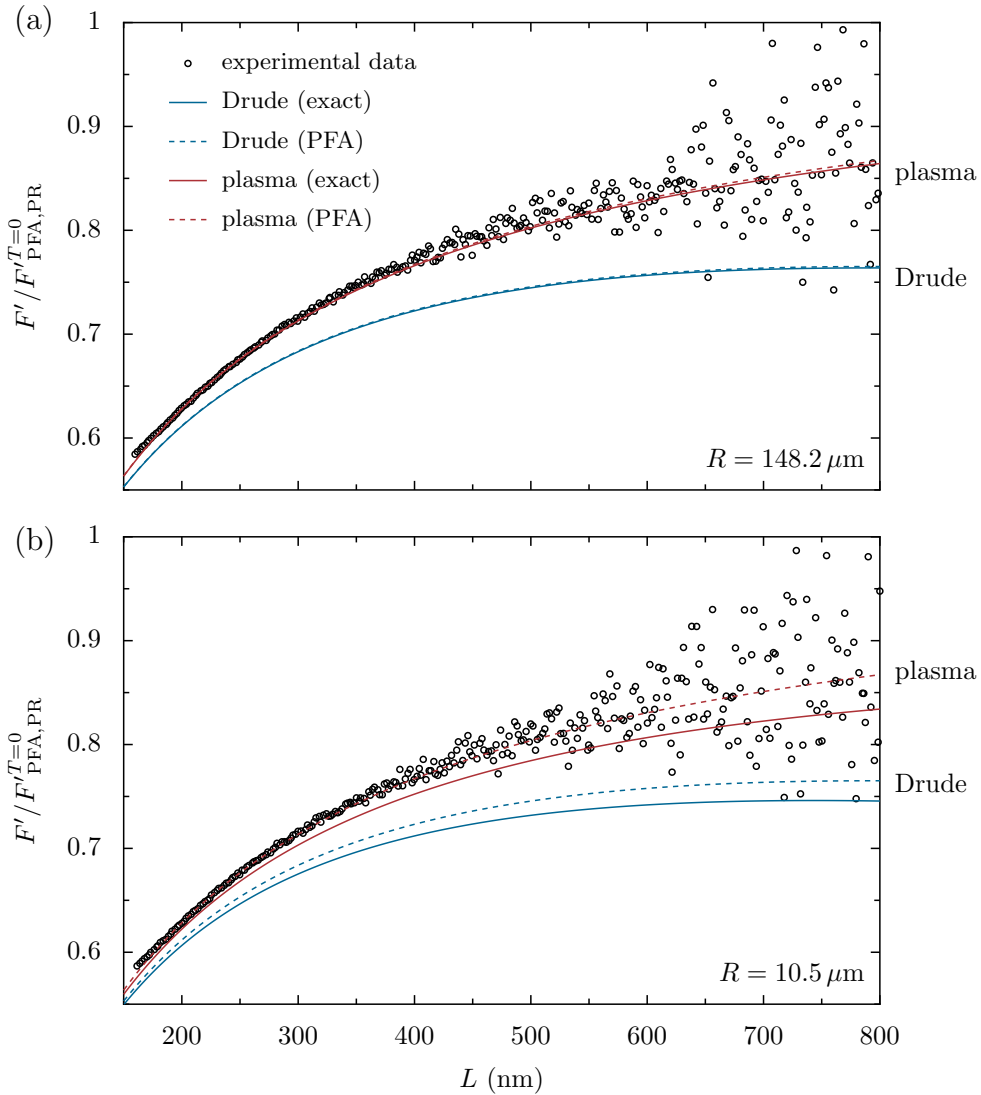 (a)
1
0.9
0.8
0.7
0.6
F′/F′^{T=0}_{PFA,PR}
experimental data
Drude (exact)
Drude (PFA)
plasma (exact)
plasma (PFA)
plasma
Drude
R = 148.2 μm
(b)
1
0.9
0.8
0.7
0.6
F′/F′^{T=0}_{PFA,PR}
plasma
Drude
R = 10.5 μm
200 300 400 500 600 700 800
L (nm)